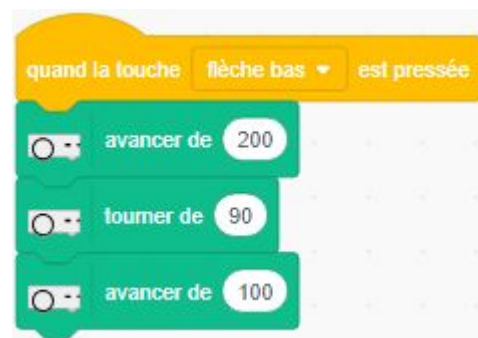 quand la touche flèche bas est pressée
avancer de 200
tourner de 90
avancer de 100